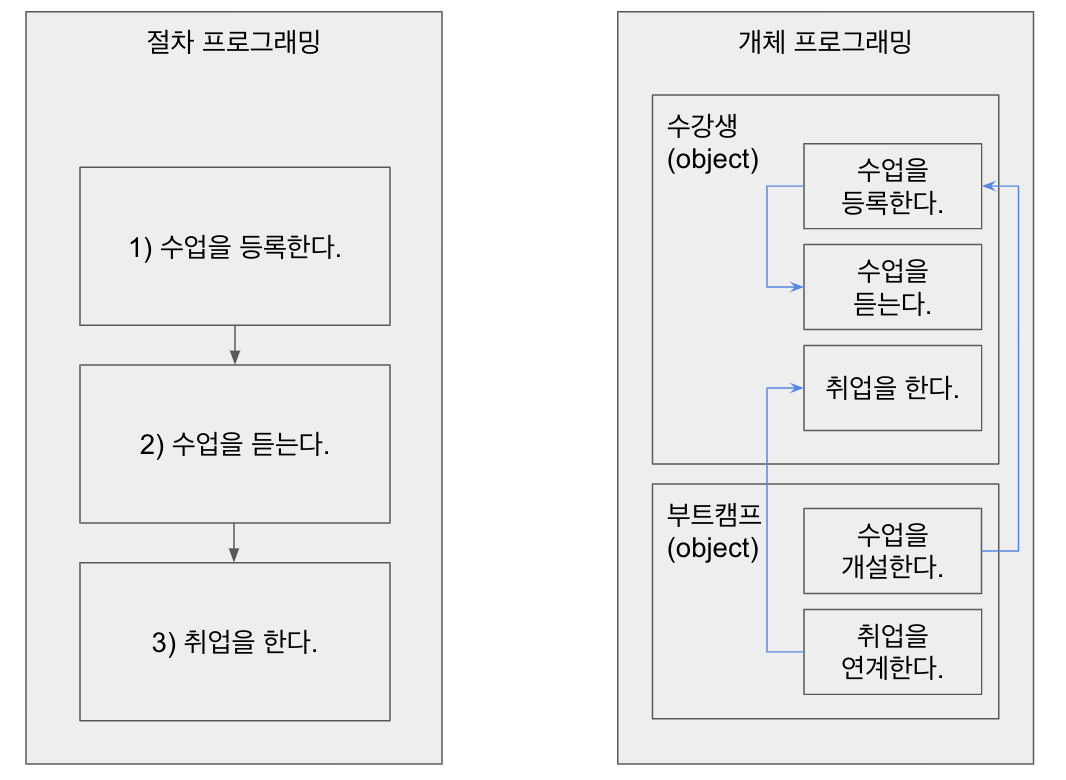 절차 프로그래밍
1) 수업을 등록한다.
2) 수업을 듣는다.
3) 취업을 한다.
개체 프로그래밍
수강생
(object)
수업을
등록한다.
수업을
듣는다.
취업을 한다.
부트캠프
(object)
수업을
개설한다.
취업을
연계한다.